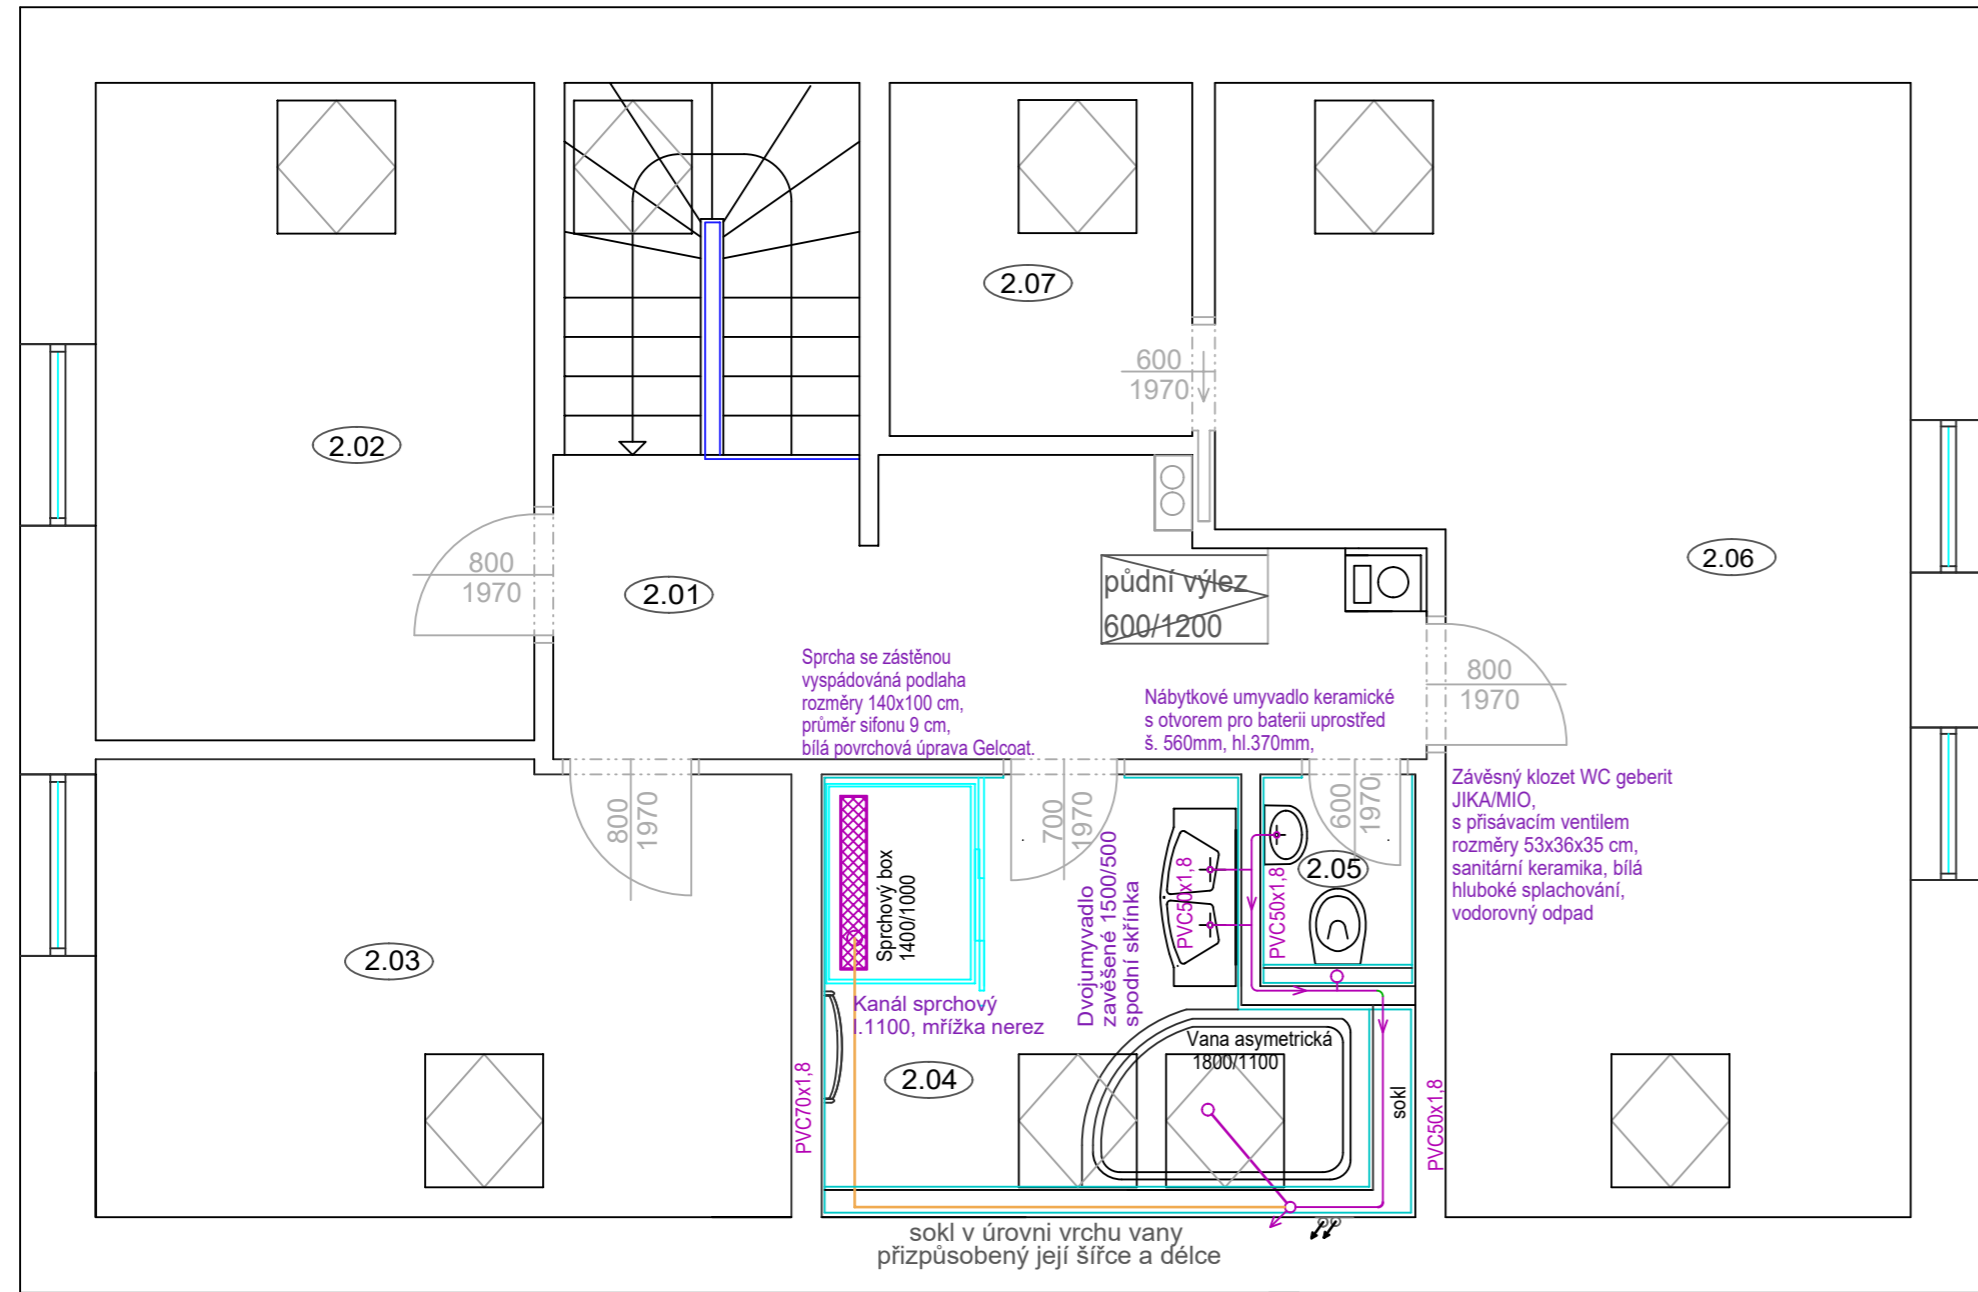 2.07
600
1970
2.02
2.06
800
1970
2.01
půdní výlez
600/1200
Sprcha se zástěnou
vyspádováná podlaha
rozměry 140x100 cm,
průměr sifonu 9 cm,
bílá povrchová úprava Gelcoat.
Nábytkové umyvadlo keramické
s otvorem pro baterii uprostřed
š. 560mm, hl.370mm,
800
1970
Závěsný klozet WC geberit
JIKA/MIO,
s přisávacím ventilem
rozměry 53x36x35 cm,
sanitární keramika, bílá
hluboké splachování,
vodorovný odpad
800
1970
700
1970
600
1970
Sprchový box
1400/1000
Dvojumyvadlo
zavěšené 1500/500
spodní skřínka
PVC50x1,8
PVC50x1,8
2.05
2.03
Kanál sprchový
l.1100, mřížka nerez
Vana asymetrická
1800/1100
2.04
PVC70x1,8
sokl
PVC50x1,8
sokl v úrovni vrchu vany
přizpůsobený její šířce a délce